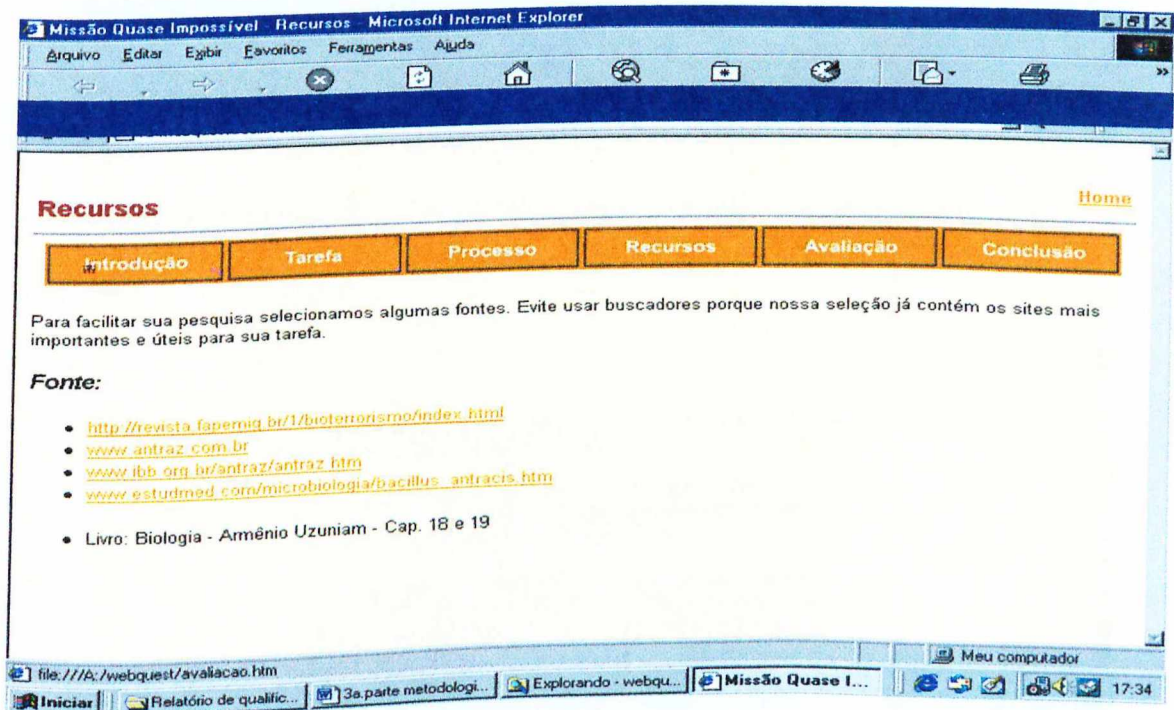 Missão Quase Impossível - Recursos - Microsoft Internet Explorer
Arquivo Editar Exibir Favoritos Ferramentas Ajuda
Recursos
Home
Introdução Tarefa Processo Recursos Avaliação Conclusão
Para facilitar sua pesquisa selecionamos algumas fontes. Evite usar buscadores porque nossa seleção já contém os sites mais
importantes e úteis para sua tarefa.
Fonte:
http://revista.fapemig.br/1/bioterrorismo/index.html
www.antraz.com.br
www.ibb.org.br/antraz/antraz.htm
www.estudmed.com/microbiologia/bacillus_antracis.htm
Livro: Biologia - Armênio Uzuniam - Cap. 18 e 19
Meu computador
file:///A:/webquest/avaliacao.htm
Iniciar Relatório de qualific... 3a.parte metodologi... Explorando - webqu... Missão Quase I... 17:34